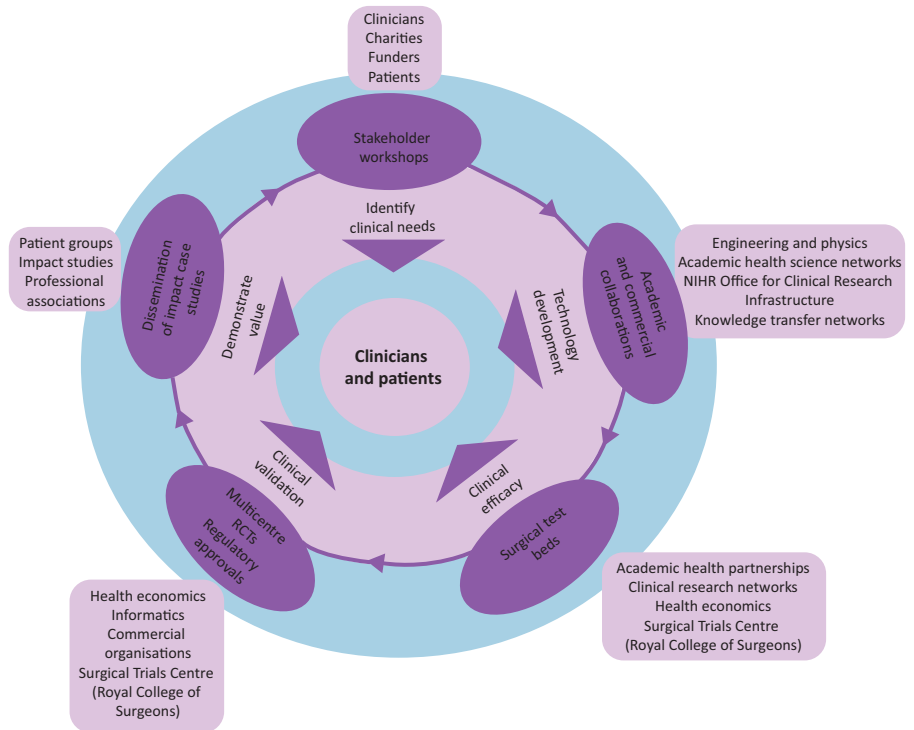 Clinicians
Charities
Funders
Patients
Stakeholder
workshops
Identify
clinical needs
Engineering and physics
Academic health science networks
NIHR Office for Clinical Research
Infrastructure
Knowledge transfer networks
Academic
and commercial
collaborations
Technology
development
Academic health partnerships
Clinical research networks
Health economics
Surgical Trials Centre
(Royal College of Surgeons)
Surgical test
beds
Clinical
efficacy
Health economics
Informatics
Commercial
organisations
Surgical Trials Centre
(Royal College of
Surgeons)
Multicentre
RCTs
Regulatory
approvals
Clinical
validation
Patient groups
Impact studies
Professional
associations
Dissemination
of impact case
studies
Demonstrate
value
Clinicians
and patients